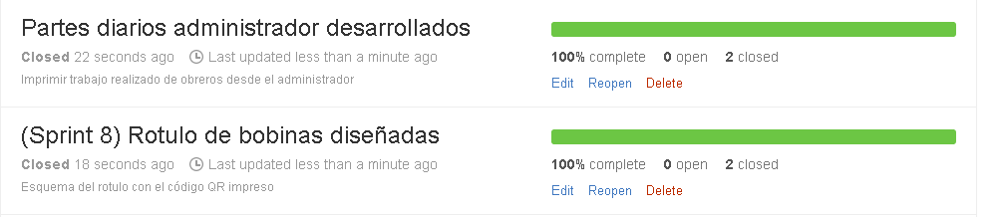 Partes diarios administrador desarrollados
Closed 22 seconds ago Last updated less than a minute ago
Imprimir trabajo realizado de obreros desde el administrador
100% complete 0 open 2 closed
Edit Reopen Delete
(Sprint 8) Rotulo de bobinas diseñadas
Closed 18 seconds ago Last updated less than a minute ago
Esquema del rotulo con el código QR impreso
100% complete 0 open 2 closed
Edit Reopen Delete